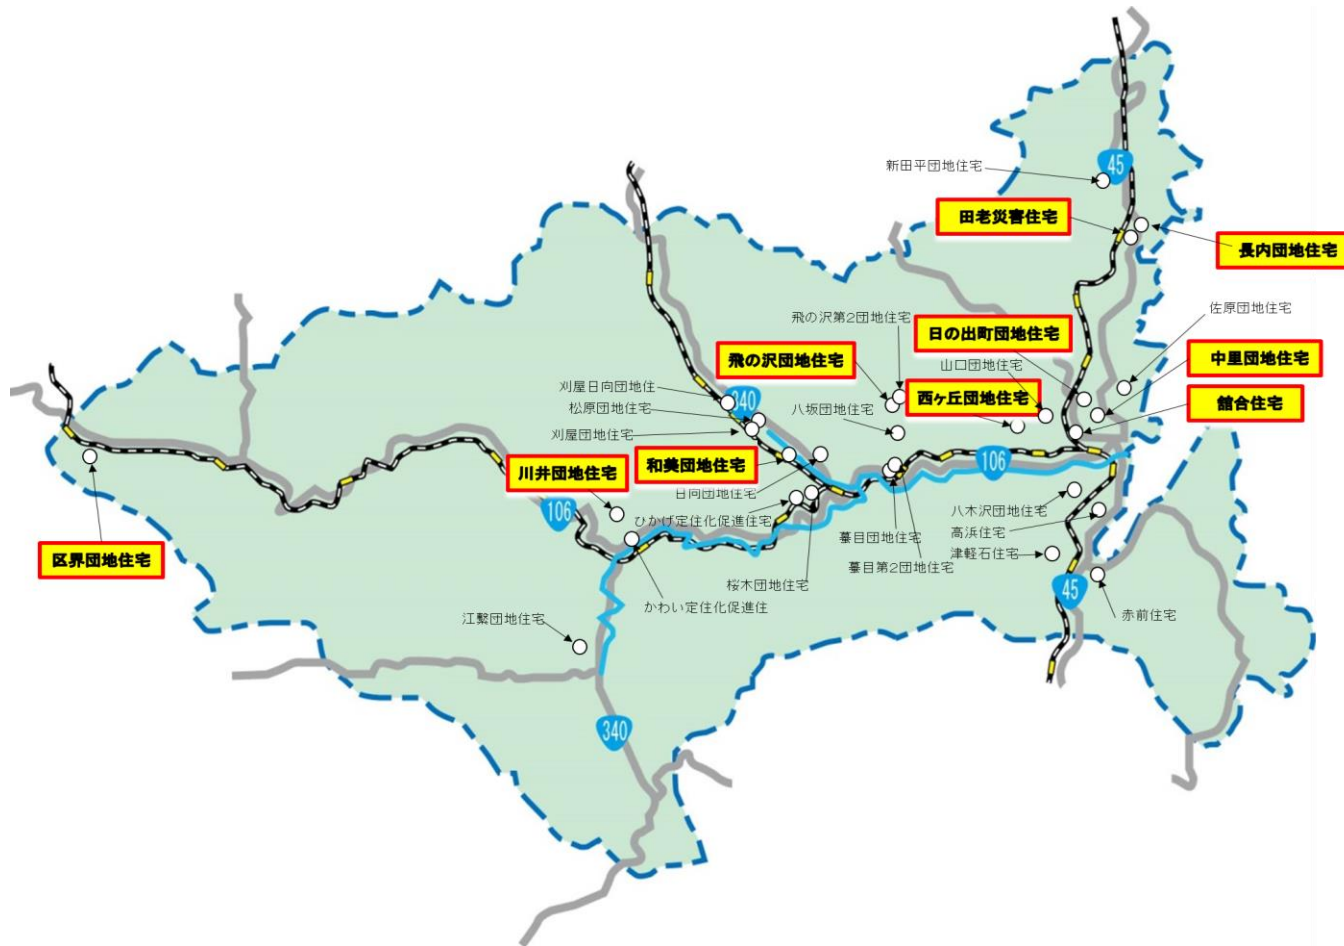 新田平団地住宅
45
田老災害住宅
長内団地住宅
佐原団地住宅
飛の沢第2団地住宅
日の出町団地住宅
中里団地住宅
飛の沢団地住宅
山口団地住宅
刈屋日向団地住
340
西ヶ丘団地住宅
舘合住宅
松原団地住宅
八坂団地住宅
刈屋団地住宅
和美団地住宅
106
川井団地住宅
日向団地住宅
106
ひかげ定住化促進住宅
八木沢団地住宅
高浜住宅
蟇目団地住宅
津軽石住宅
区界団地住宅
蟇目第2団地住宅
桜木団地住宅
45
かわい定住化促進住
赤前住宅
江繋団地住宅
340